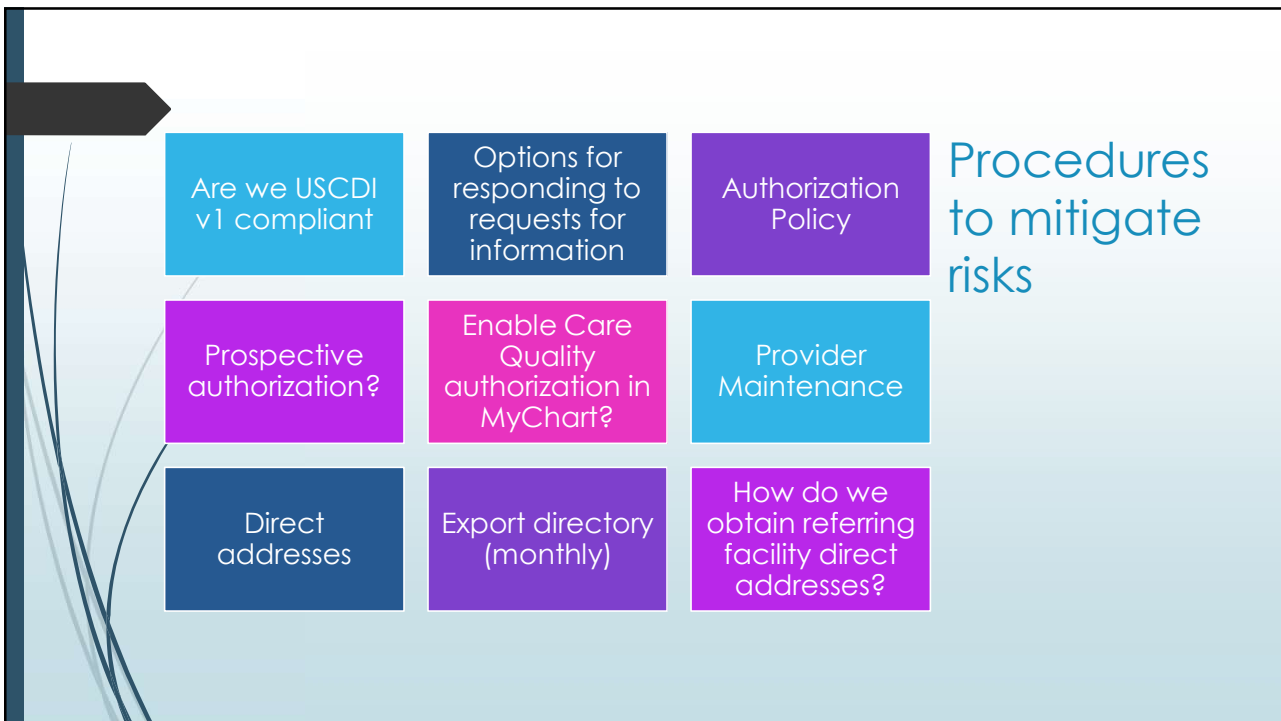 Procedures
to mitigate
risks
Are we USCDI
v1 compliant
Options for
responding to
requests for
information
Authorization
Policy
Prospective
authorization?
Enable Care
Quality
authorization in
MyChart?
Provider
Maintenance
Direct
addresses
Export directory
(monthly)
How do we
obtain referring
facility direct
addresses?